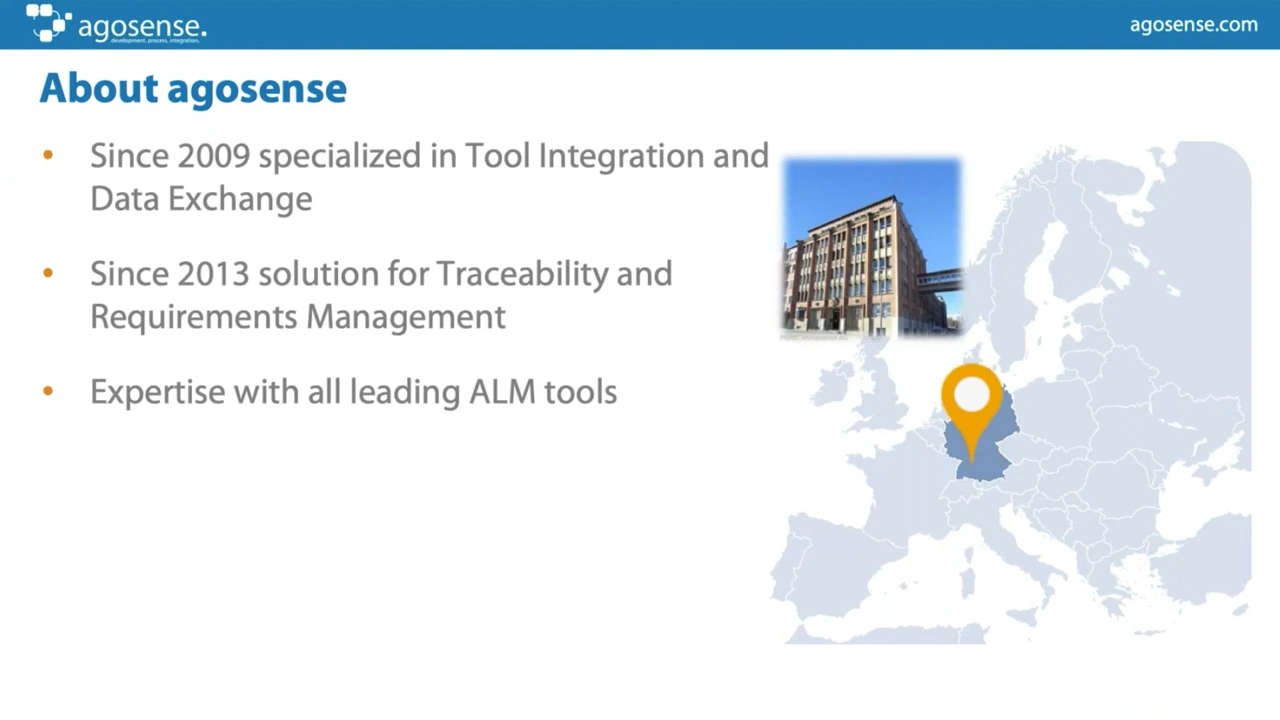 agosense.
development. process. integration.
agosense.com
About agosense
• Since 2009 specialized in Tool Integration and
Data Exchange
• Since 2013 solution for Traceability and
Requirements Management
• Expertise with all leading ALM tools